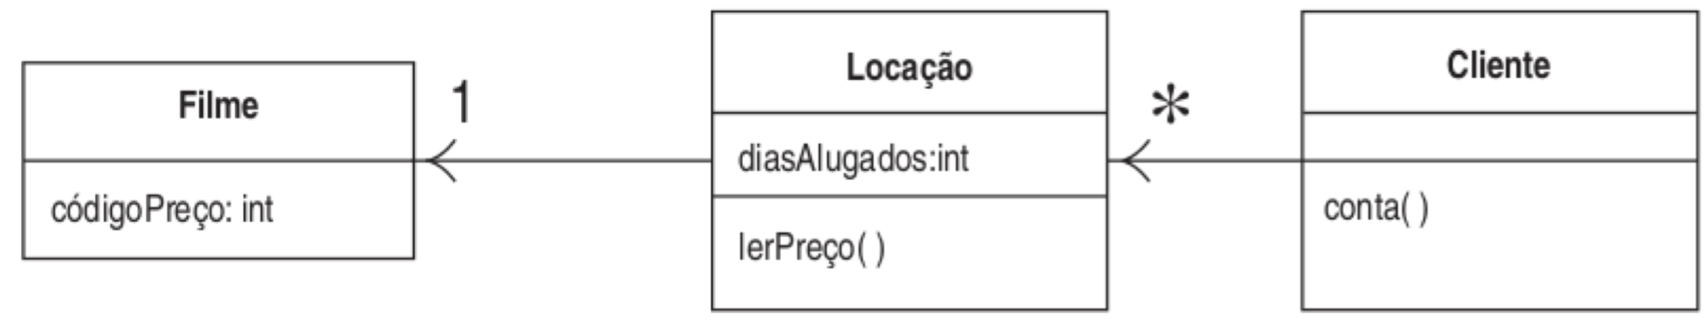 Filme
códigoPreço: int
1
Locação
diasAlugados:int
lerPreço( )
*
Cliente
conta( )